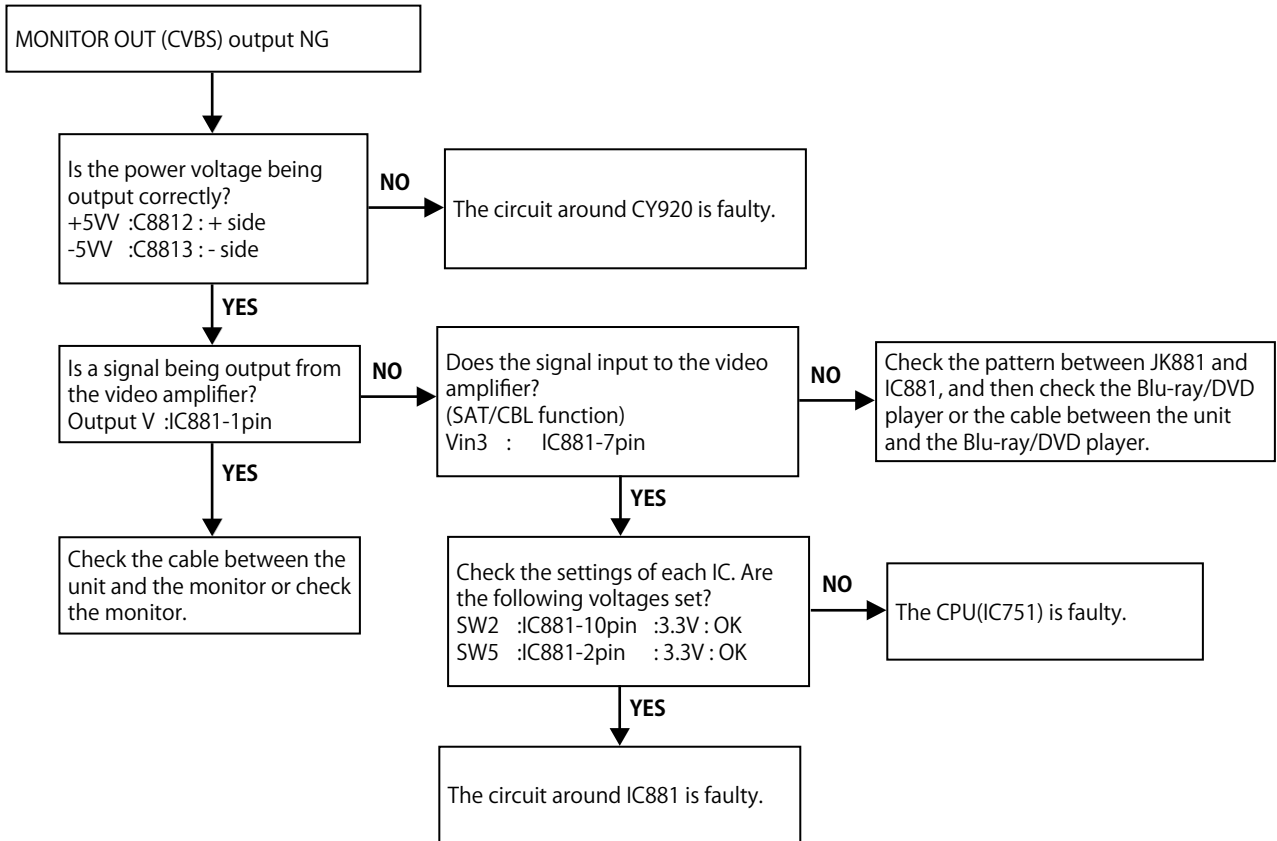 MONITOR OUT (CVBS) output NG
Is the power voltage being
output correctly?
+5VV :C8812 : + side
-5VV :C8813 : - side
NO
The circuit around CY920 is faulty.
YES
Is a signal being output from
the video amplifier?
Output V :IC881-1pin
NO
Does the signal input to the video
amplifier?
(SAT/CBL function)
Vin3 : IC881-7pin
NO
Check the pattern between JK881 and
IC881, and then check the Blu-ray/DVD
player or the cable between the unit
and the Blu-ray/DVD player.
YES
YES
Check the cable between the
unit and the monitor or check
the monitor.
Check the settings of each IC. Are
the following voltages set?
SW2 :IC881-10pin :3.3V : OK
SW5 :IC881-2pin : 3.3V : OK
NO
The CPU(IC751) is faulty.
YES
The circuit around IC881 is faulty.